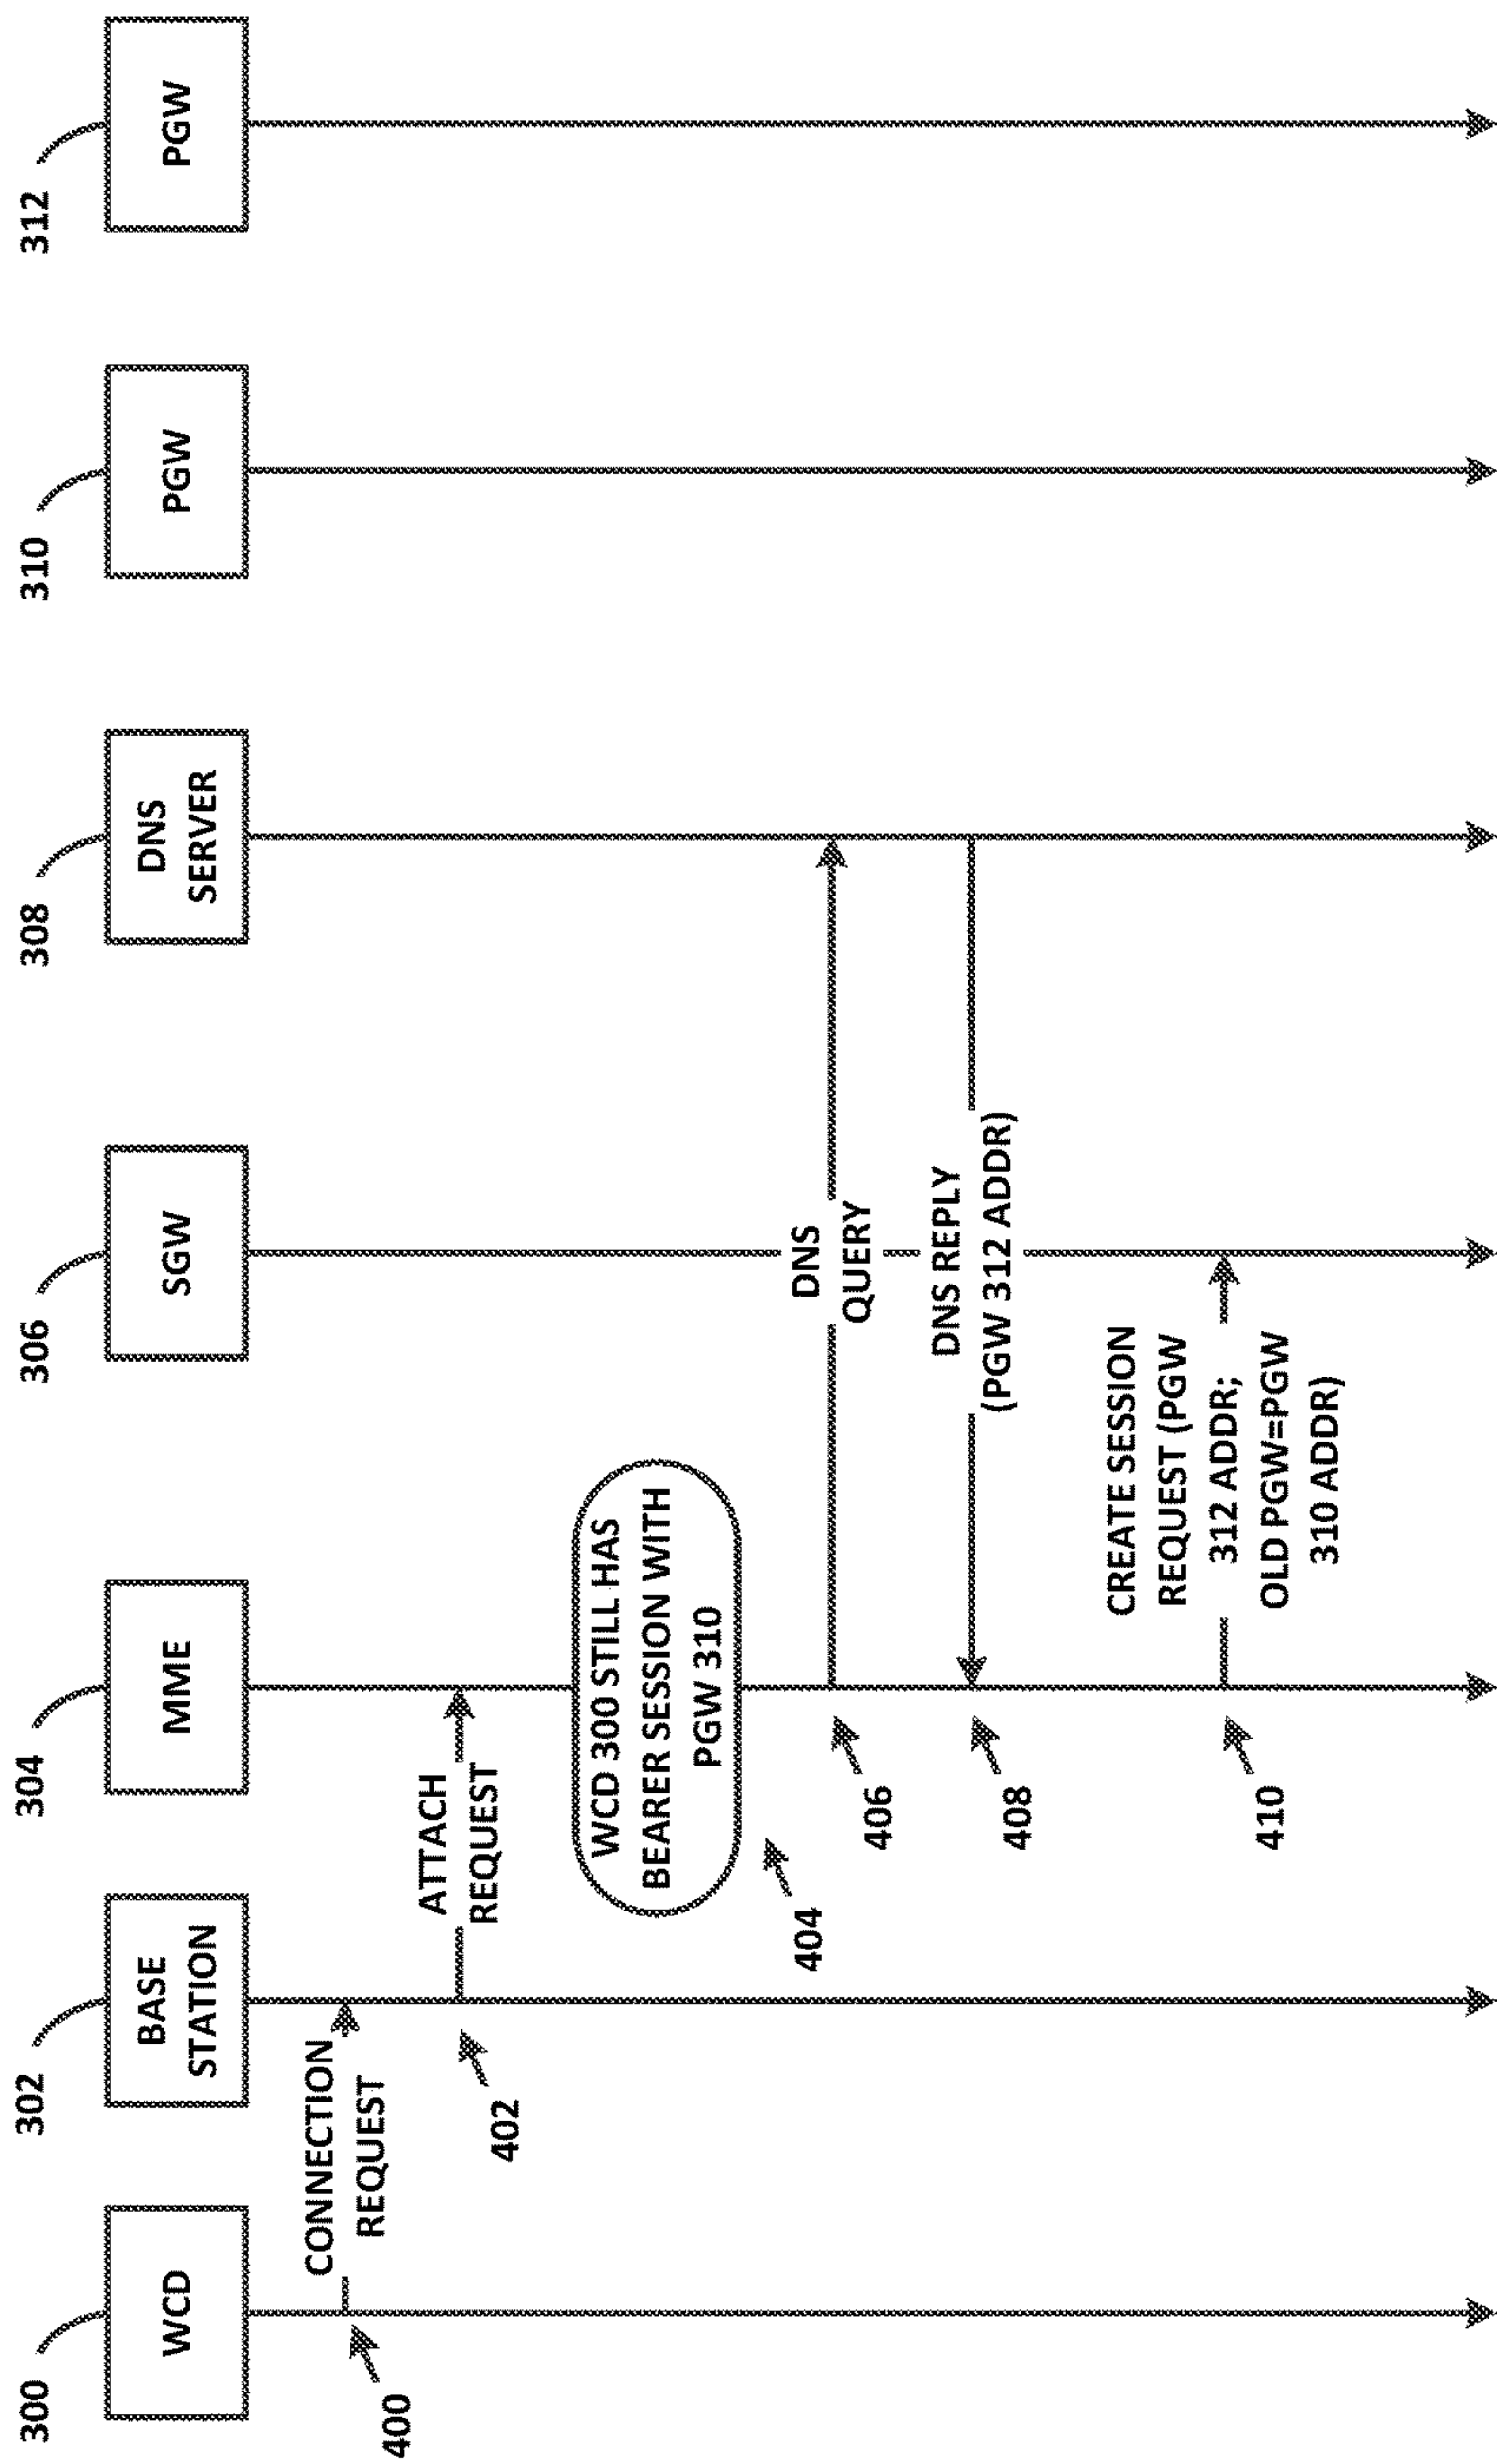 300
302
304
306
308
310
312
WCD
BASE
STATION
MME
SGW
DNS
SERVER
PGW
PGW
CONNECTION
REQUEST
400
ATTACH
REQUEST
402
WCD 300 STILL HAS
BEARER SESSION WITH
PGW 310
404
DNS
QUERY
406
DNS REPLY
(PGW 312 ADDR)
408
CREATE SESSION
REQUEST (PGW
312 ADDR;
OLD PGW=PGW
310 ADDR)
410